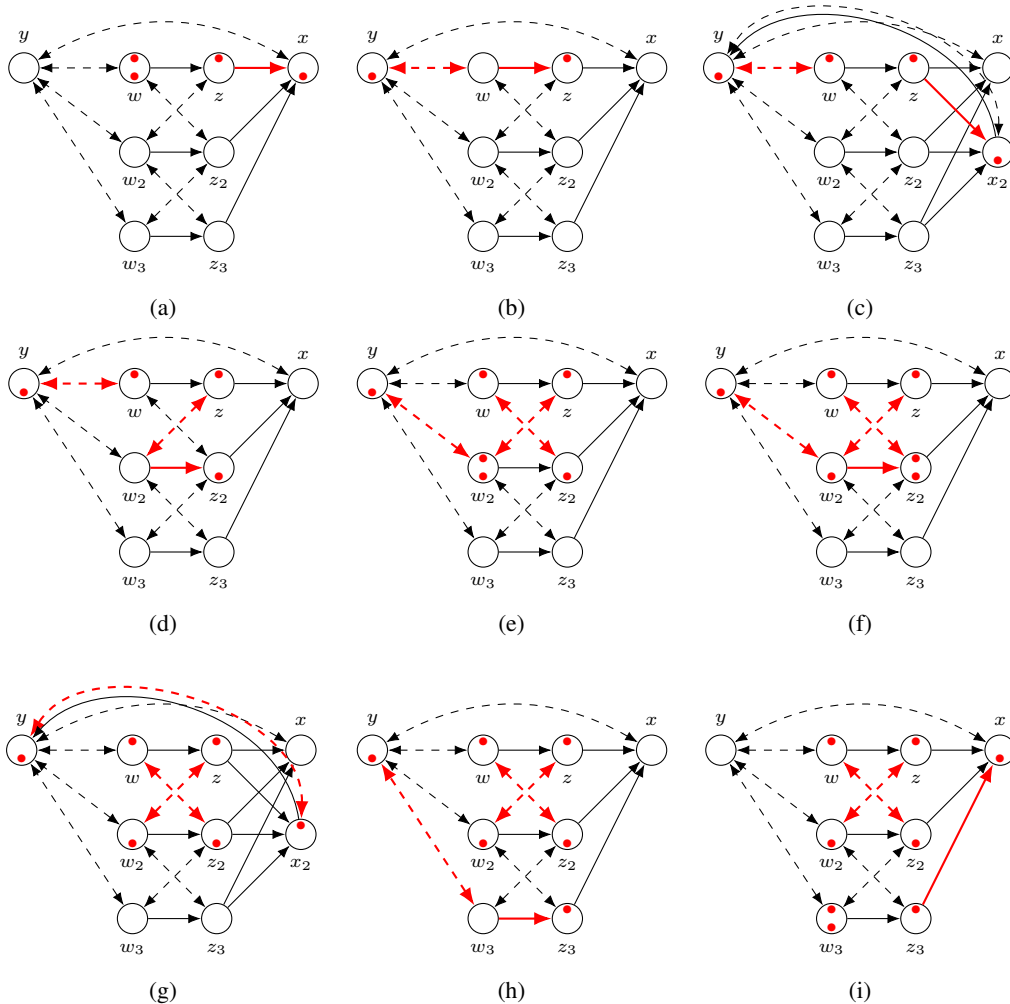 y x
w z
w₂ z₂
w₃ z₃
(a)
y x
w z
w₂ z₂
w₃ z₃
(b)
y x
w z
z₂ x₂
w₂
w₃ z₃
(c)
y x
w z
w₂ z₂
w₃ z₃
(d)
y x
w z
w₂ z₂
w₃ z₃
(e)
y x
w z
w₂ z₂
w₃ z₃
(f)
y x
w z
w₂ z₂ x₂
w₃ z₃
(g)
y x
w z
w₂ z₂
w₃ z₃
(h)
y x
w z
w₂ z₂
w₃ z₃
(i)